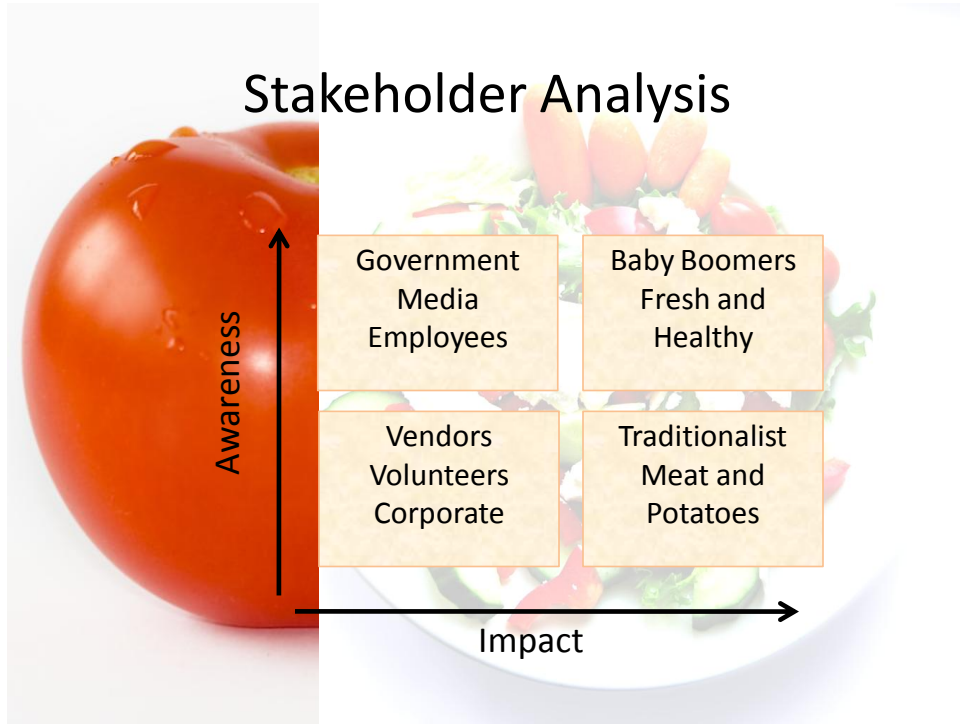 Stakeholder Analysis
Awareness
Government
Media
Employees
Baby Boomers
Fresh and
Healthy
Vendors
Volunteers
Corporate
Traditionalist
Meat and
Potatoes
Impact